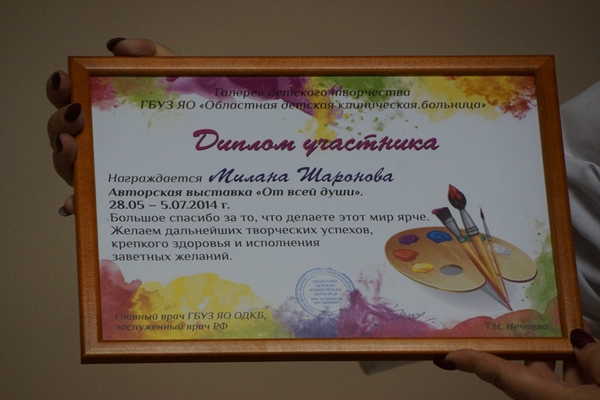 Галерея детского творчества
ГБУЗ ЯО «Областная детская клиническая больница»
Диплом участника
Награждается Милана Шаронова
Авторская выставка «От всей души».
28.05 – 5.07.2014 г.
Большое спасибо за то, что делаете этот мир ярче.
Желаем дальнейших творческих успехов,
крепкого здоровья и исполнения
заветных желаний.
Главный врач ГБУЗ ЯО ОДКБ,
заслуженный врач РФ
Т.Н. Нечаева